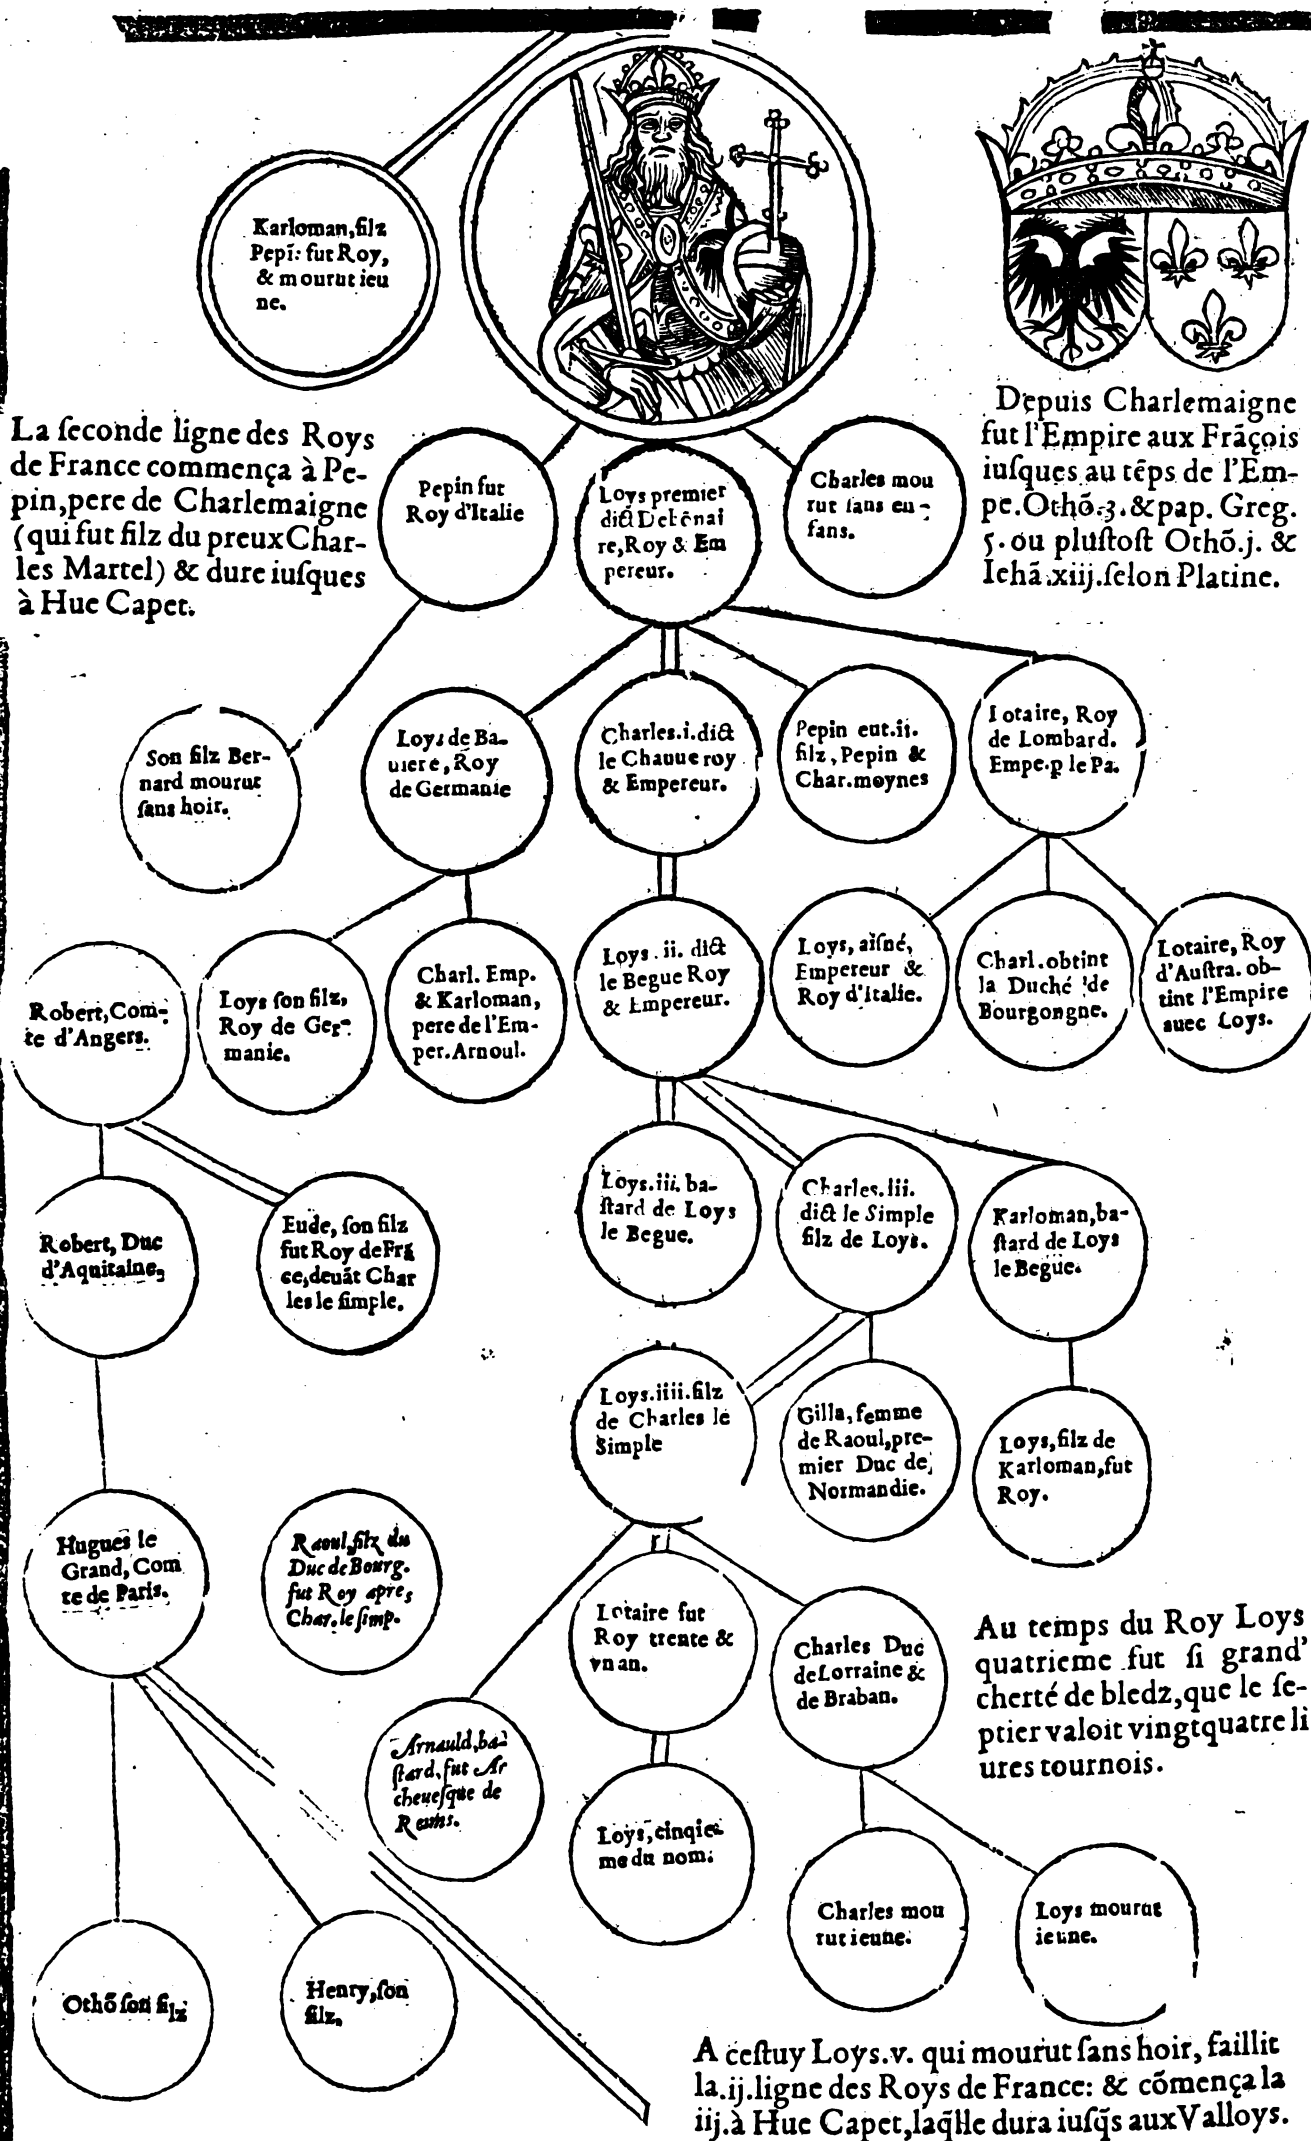 Karloman, filz
Pepī: fut Roy,
& mourut ieu
ne.
La ſeconde ligne des Roys
de France commença à Pe-
pin, pere de Charlemaigne
(qui fut filz du preux Char-
les Martel) & dure iuſques
à Hue Capet.
Depuis Charlemaigne
fut l'Empire aux Frāçois
iuſques au tēps de l'Em-
pe. Othō. 3. & pap. Greg.
5. ou pluſtoſt Othō. j. &
Iehā. xiij. ſelon Platine.
Pepin fut
Roy d'Italie
Loys premier
dict Debōnai
re, Roy & Em
pereur.
Charles mou
rut ſans en-
fans.
Son filz Ber-
nard mourut
ſans hoir.
Loys de Ba-
uiere, Roy
de Germanie
Charles. i. dict
le Chauue roy
& Empereur.
Pepin eut. ii.
filz, Pepin &
Char. moynes
Lotaire, Roy
de Lombard.
Empe. p le Pa.
Robert, Com-
te d'Angers.
Loys ſon filz,
Roy de Ger-
manie.
Charl. Emp.
& Karloman,
pere de l'Em-
per. Arnoul.
Loys. ii. dict
le Begue Roy
& Empereur.
Loys, aiſné,
Empereur &
Roy d'Italie.
Charl. obtint
la Duché de
Bourgongne.
Lotaire, Roy
d'Auſtra. ob-
tint l'Empire
auec Loys.
Robert, Duc
d'Aquitaine,
Eude, ſon filz
fut Roy de Frā
ce, deuāt Char
les le ſimple.
Loys. iii. ba-
ſtard de Loys
le Begue.
Charles. iii.
dict le Simple
filz de Loys.
Karloman, ba-
ſtard de Loys
le Begue.
Loys. iiii. filz
de Charles le
Simple
Gilla, femme
de Raoul, pre-
mier Duc de
Normandie.
Loys, filz de
Karloman, fut
Roy.
Hugues le
Grand, Com
te de Paris.
Raoul, filz du
Duc de Bourg.
fut Roy apres
Char. le ſimp.
Lotaire fut
Roy trente &
vn an.
Charles Duc
de Lorraine &
de Braban.
Au temps du Roy Loys
quatrieme fut ſi grand'
cherté de bledz, que le ſe-
ptier valoit vingtquatre li
ures tournois.
Arnauld, ba-
ſtard, fut Ar
cheueſque de
Reims.
Loys, cinqie-
me du nom.
Charles mou
rut ieune.
Loys mourut
ieune.
Othō ſon filz
Henry, ſon
filz.
A ceſtuy Loys. v. qui mourut ſans hoir, faillit
la. ij. ligne des Roys de France: & cōmença la
iij. à Hue Capet, laq̄lle dura iuſq̄s aux Valloys.